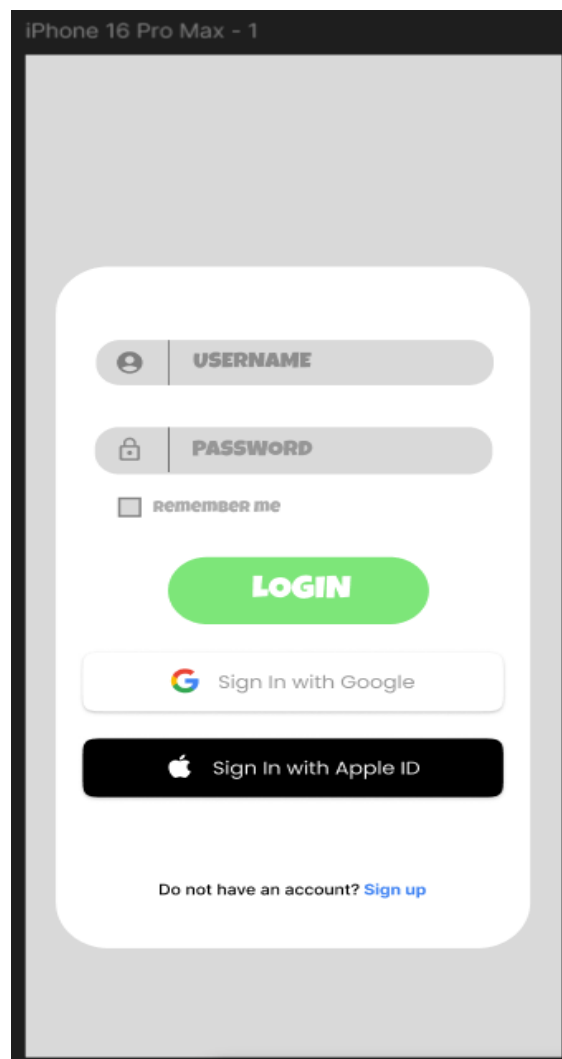 iPhone 16 Pro Max - 1
USERNAME
PASSWORD
Remember me
LOGIN
Sign In with Google
Sign In with Apple ID
Do not have an account? Sign up